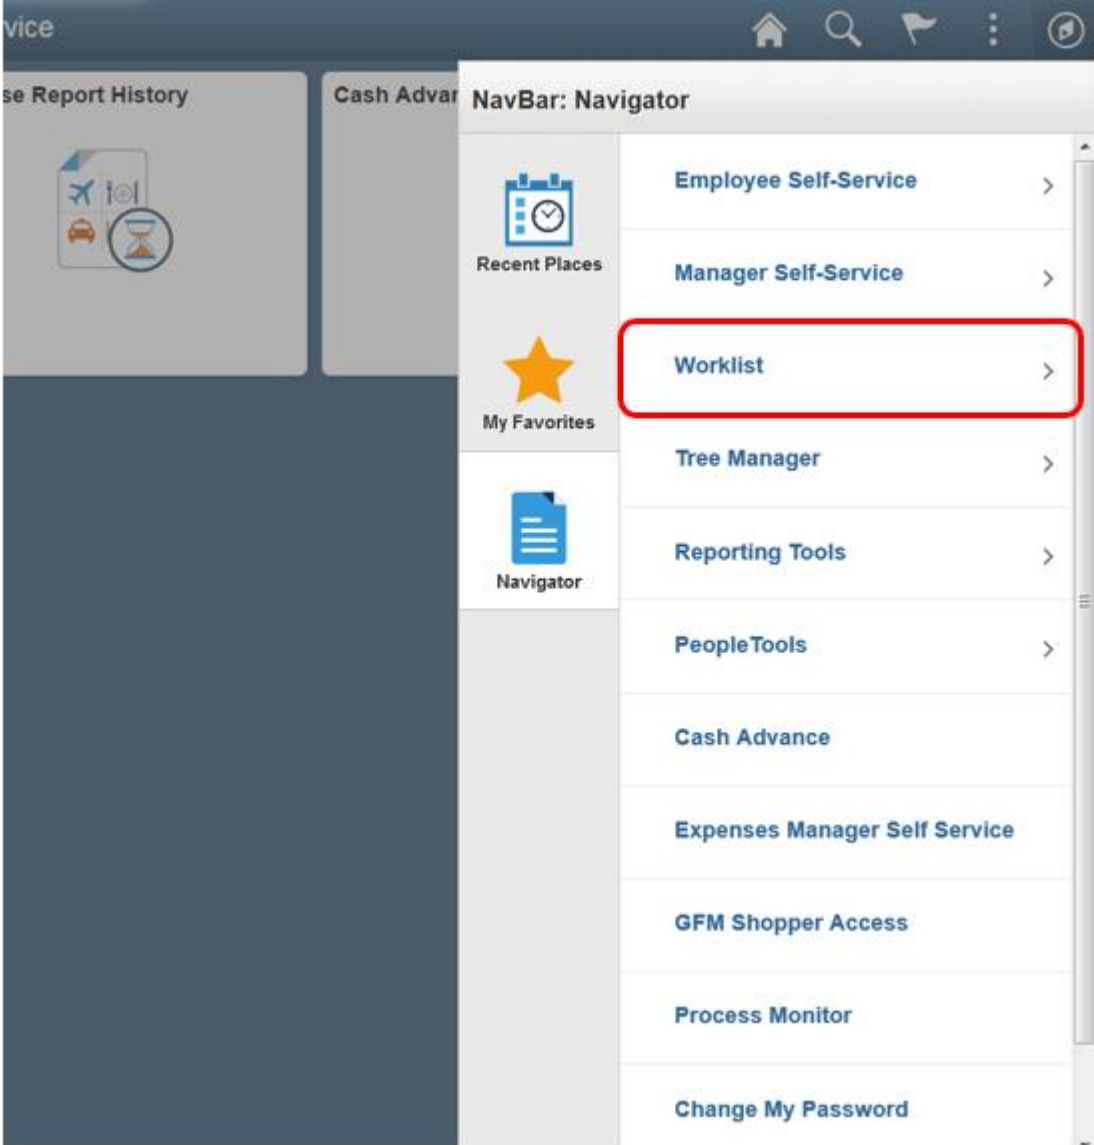 vice
se Report History
Cash Advar
NavBar: Navigator
Recent Places
My Favorites
Navigator
Employee Self-Service
Manager Self-Service
Worklist
Tree Manager
Reporting Tools
PeopleTools
Cash Advance
Expenses Manager Self Service
GFM Shopper Access
Process Monitor
Change My Password